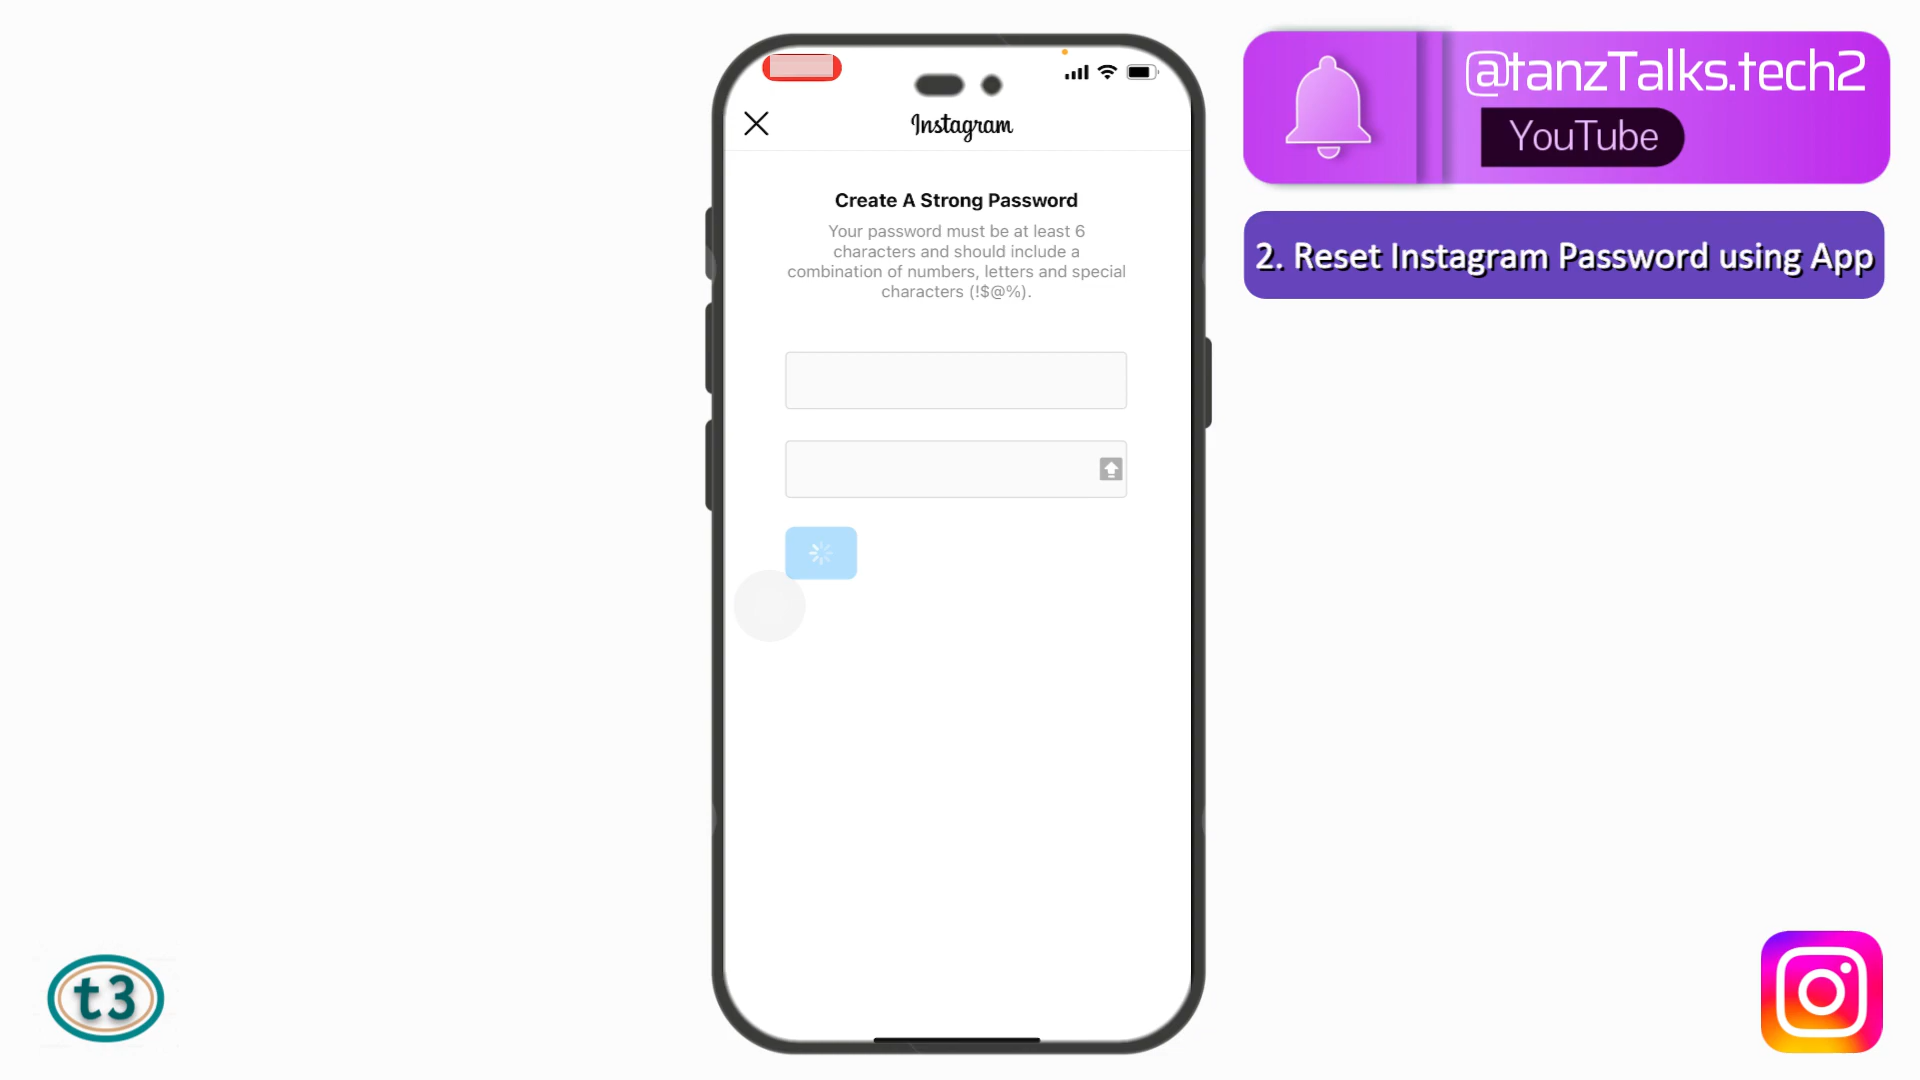 @tanzTalks.tech2
YouTube
2. Reset Instagram Password using App
Instagram
Create A Strong Password
Your password must be at least 6
characters and should include a
combination of numbers, letters and special
characters (!$@%).
t3